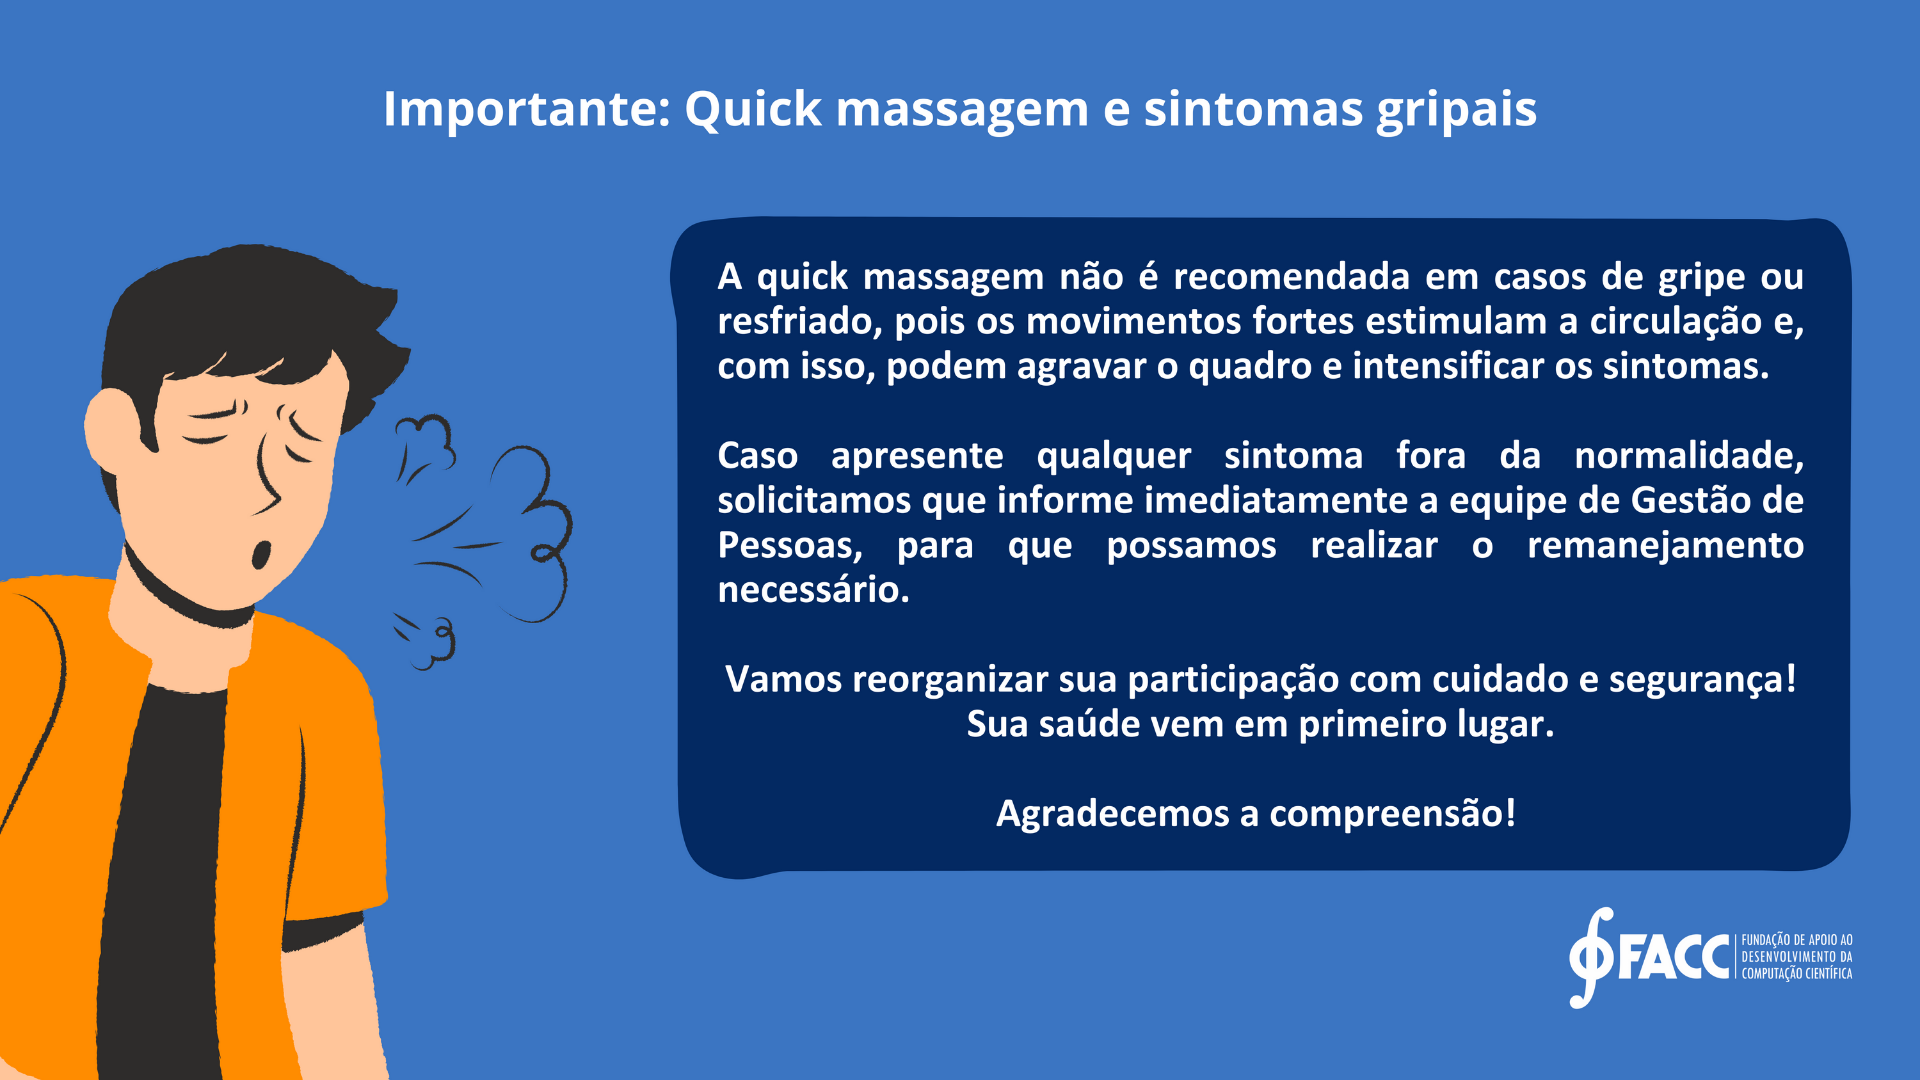 Importante: Quick massagem e sintomas gripais
A quick massagem não é recomendada em casos de gripe ou
resfriado, pois os movimentos fortes estimulam a circulação e,
com isso, podem agravar o quadro e intensificar os sintomas.
Caso apresente qualquer sintoma fora da normalidade,
solicitamos que informe imediatamente a equipe de Gestão de
Pessoas, para que possamos realizar o remanejamento
necessário.
Vamos reorganizar sua participação com cuidado e segurança!
Sua saúde vem em primeiro lugar.
Agradecemos a compreensão!
FACC
FUNDAÇÃO DE APOIO AO
DESENVOLVIMENTO DA
COMPUTAÇÃO CIENTÍFICA